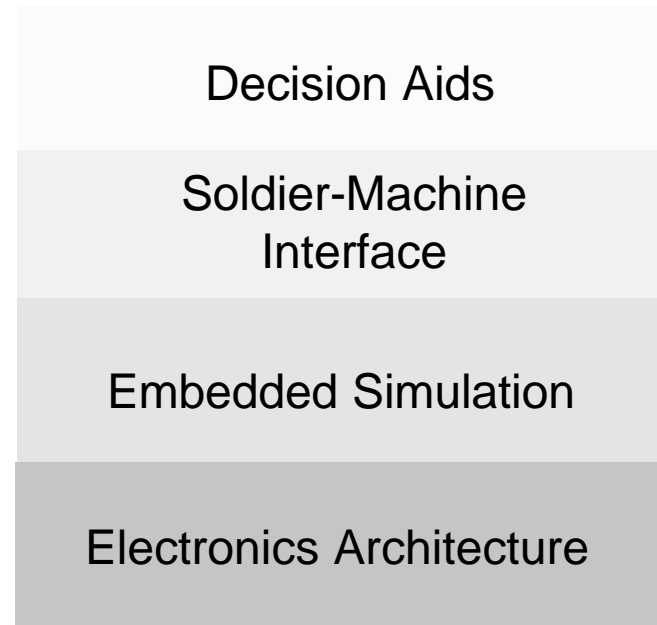 Decision Aids
Soldier-Machine
Interface
Embedded Simulation
Electronics Architecture